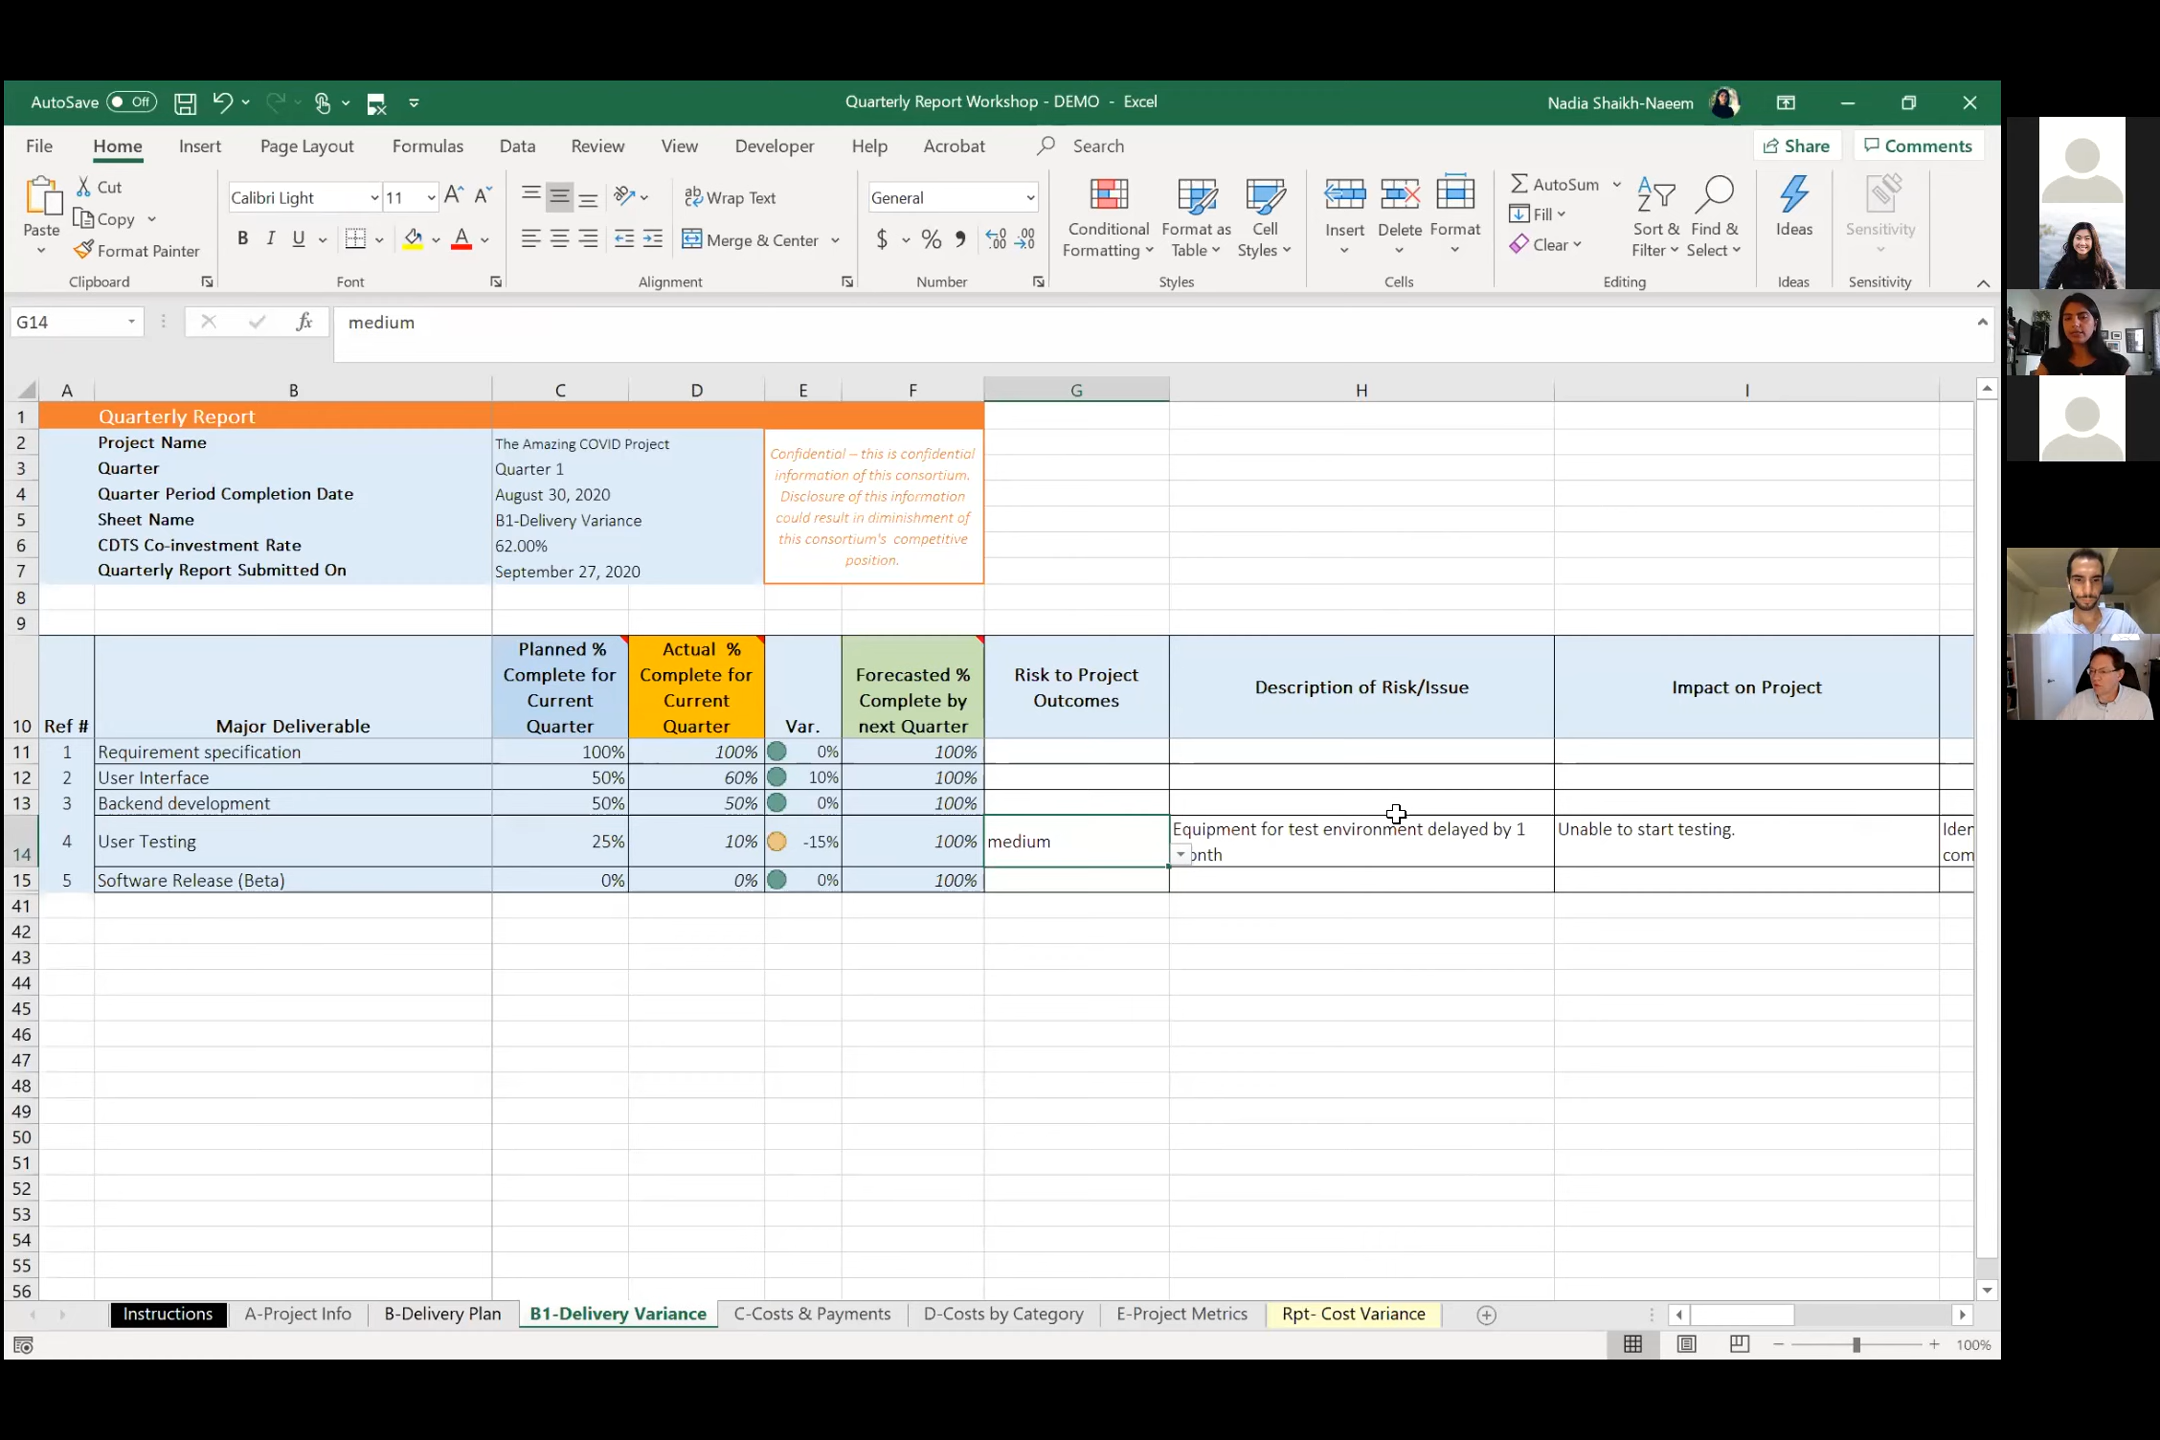 AutoSave Off
Quarterly Report Workshop - DEMO - Excel
Nadia Shaikh-Naeem
File Home Insert Page Layout Formulas Data Review View Developer Help Acrobat Search Share Comments
Paste
Cut
Copy
Format Painter
Clipboard
Calibri Light 11
B I U
Font
Wrap Text
Merge & Center
Alignment
General
$ % ,
Number
Conditional Formatting
Format as Table
Cell Styles
Styles
Insert
Delete
Format
Cells
AutoSum
Fill
Clear
Sort & Filter
Find & Select
Editing
Ideas
Ideas
Sensitivity
Sensitivity
G14 fx medium
A B C D E F G H I
1 Quarterly Report
2 Project Name The Amazing COVID Project
3 Quarter Quarter 1
4 Quarter Period Completion Date August 30, 2020
5 Sheet Name B1-Delivery Variance
6 CDTS Co-investment Rate 62.00%
7 Quarterly Report Submitted On September 27, 2020
Confidential – this is confidential
information of this consortium.
Disclosure of this information
could result in diminishment of
this consortium's competitive
position.
8
9
10 Ref # Major Deliverable
Planned %
Complete for
Current
Quarter
Actual %
Complete for
Current
Quarter
Var.
Forecasted %
Complete by
next Quarter
Risk to Project
Outcomes
Description of Risk/Issue
Impact on Project
11 1 Requirement specification 100% 100% 0% 100%
12 2 User Interface 50% 60% 10% 100%
13 3 Backend development 50% 50% 0% 100%
14 4 User Testing 25% 10% -15% 100% medium
Equipment for test environment delayed by 1
onth
Unable to start testing.
Iden
com
15 5 Software Release (Beta) 0% 0% 0% 100%
41
42
43
44
45
46
47
48
49
50
51
52
53
54
55
56
Instructions A-Project Info B-Delivery Plan B1-Delivery Variance C-Costs & Payments D-Costs by Category E-Project Metrics Rpt- Cost Variance
100%